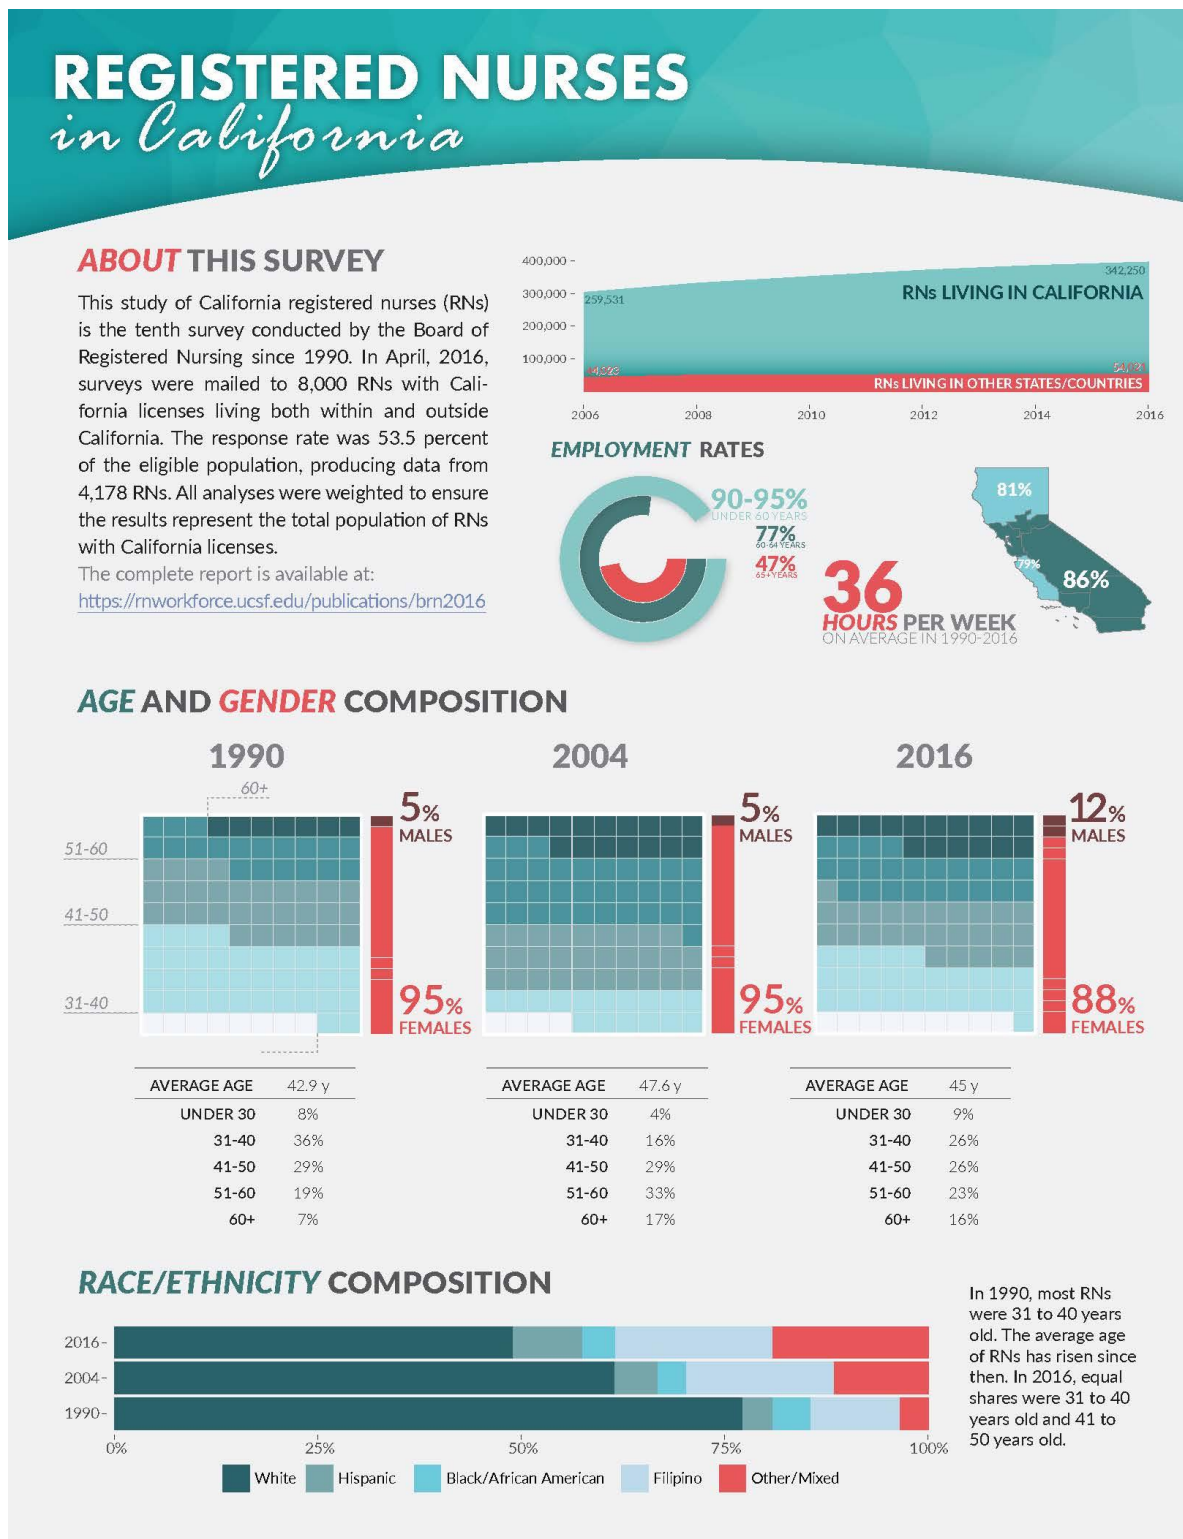 REGISTERED NURSES
in California
ABOUT THIS SURVEY
This study of California registered nurses (RNs)
is the tenth survey conducted by the Board of
Registered Nursing since 1990. In April, 2016,
surveys were mailed to 8,000 RNs with Cali-
fornia licenses living both within and outside
California. The response rate was 53.5 percent
of the eligible population, producing data from
4,178 RNs. All analyses were weighted to ensure
the results represent the total population of RNs
with California licenses.
The complete report is available at:
https://rnworkforce.ucsf.edu/publications/brn2016
400,000
300,000
200,000
100,000
259,531
342,250
RNs LIVING IN CALIFORNIA
RNs LIVING IN OTHER STATES/COUNTRIES
2006
2008
2010
2012
2014
2016
EMPLOYMENT RATES
90-95%
UNDER 60 YEARS
77%
60-64 YEARS
47%
65+YEARS
36
HOURS PER WEEK
ON AVERAGE IN 1990-2016
81%
79%
86%
AGE AND GENDER COMPOSITION
1990
60+
51-60
41-50
31-40
5%
MALES
95%
FEMALES
2004
5%
MALES
95%
FEMALES
2016
12%
MALES
88%
FEMALES
AVERAGE AGE 42.9 y
UNDER 30 8%
31-40 36%
41-50 29%
51-60 19%
60+ 7%
AVERAGE AGE 47.6 y
UNDER 30 4%
31-40 16%
41-50 29%
51-60 33%
60+ 17%
AVERAGE AGE 45 y
UNDER 30 9%
31-40 26%
41-50 26%
51-60 23%
60+ 16%
RACE/ETHNICITY COMPOSITION
2016-
2004-
1990-
0%
25%
50%
75%
100%
White
Hispanic
Black/African American
Filipino
Other/Mixed
In 1990, most RNs
were 31 to 40 years
old. The average age
of RNs has risen since
then. In 2016, equal
shares were 31 to 40
years old and 41 to
50 years old.